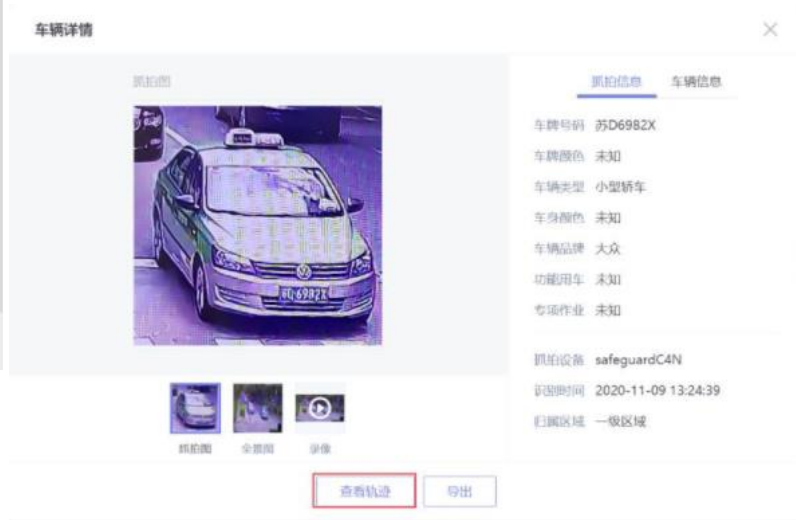 车辆详情
抓拍图
抓拍信息 车辆信息
车牌号码 苏D6982X
车牌颜色 未知
车辆类型 小型轿车
车身颜色 未知
车辆品牌 大众
功能用车 未知
专项作业 未知
抓拍设备 safeguardC4N
识别时间 2020-11-09 13:24:39
归属区域 一级区域
苏D 6982X
抓拍图 全景图 录像
查看轨迹 导出